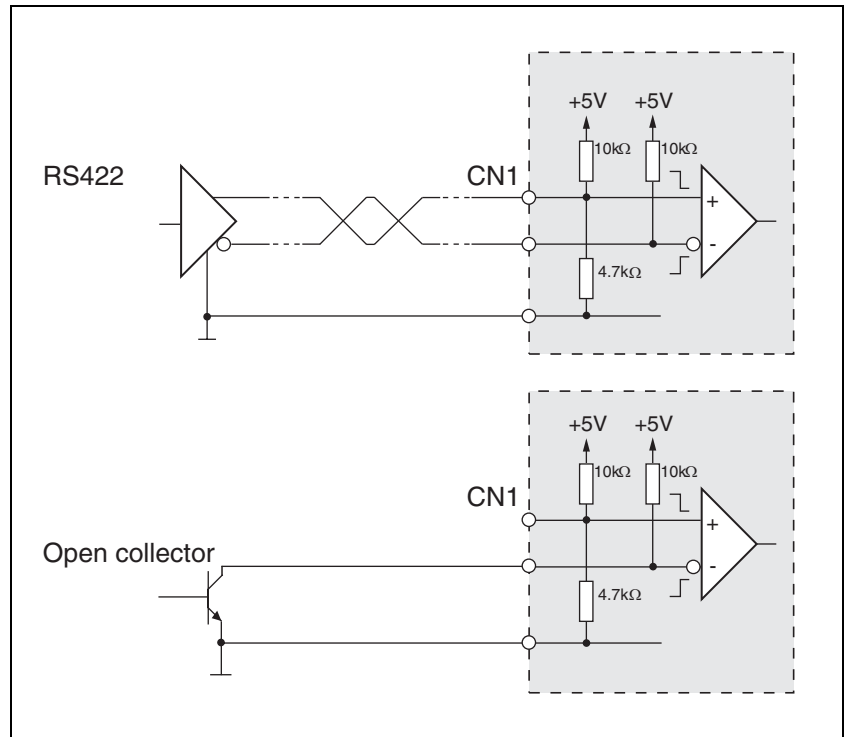 +5V +5V
10kΩ 10kΩ
RS422
CN1
+
-
4.7kΩ
+5V +5V
10kΩ 10kΩ
CN1
+
Open collector
-
4.7kΩ